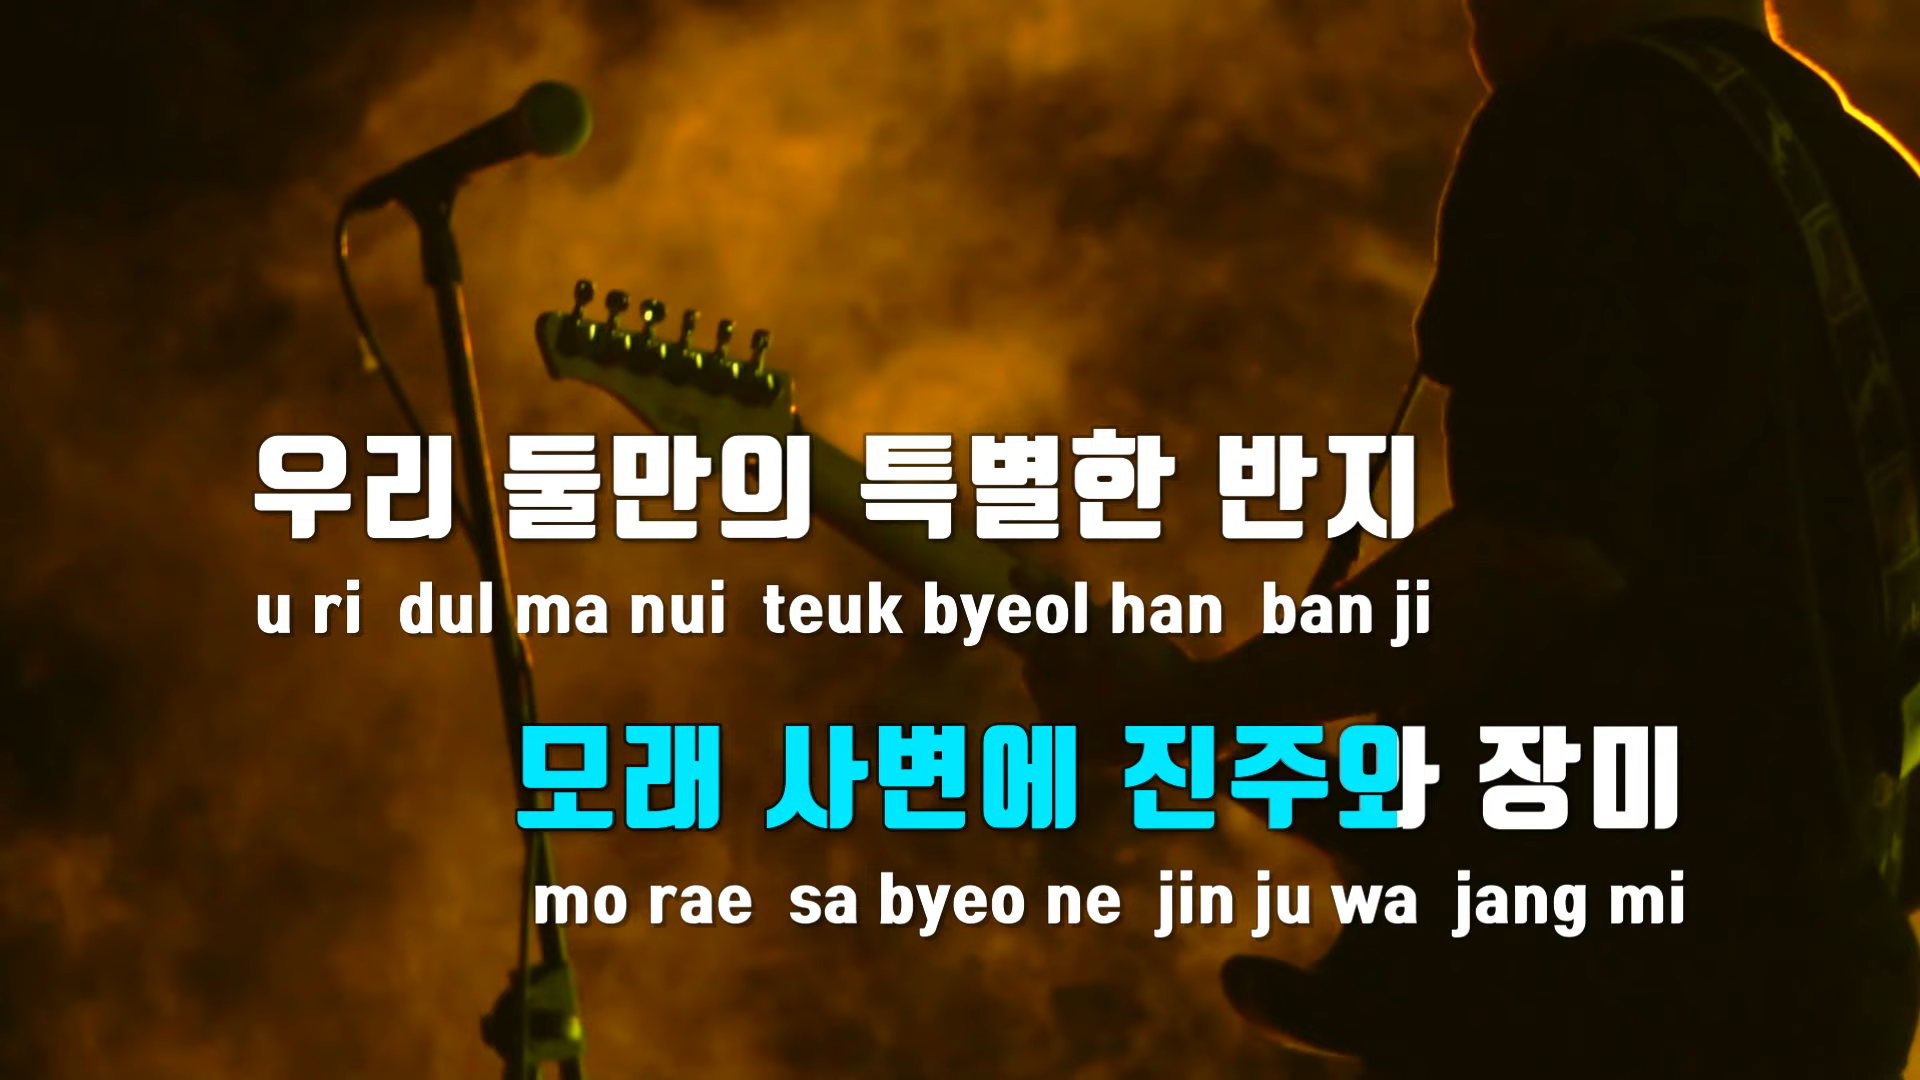 우리 둘만의 특별한 반지
u ri dul ma nui teuk byeol han ban ji
모래 사변에 진주와 장미
mo rae sa byeo ne jin ju wa jang mi